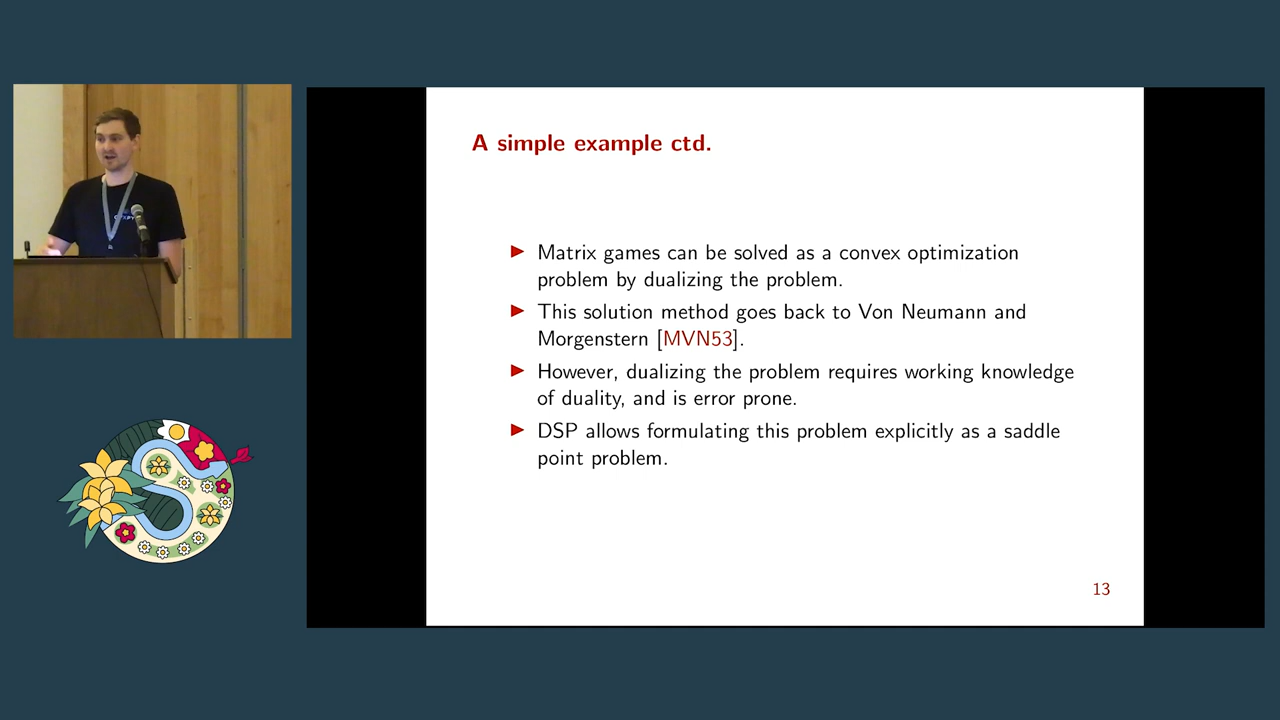 A simple example ctd.
▶ Matrix games can be solved as a convex optimization
problem by dualizing the problem.
▶ This solution method goes back to Von Neumann and
Morgenstern [MVN53].
▶ However, dualizing the problem requires working knowledge
of duality, and is error prone.
▶ DSP allows formulating this problem explicitly as a saddle
point problem.
13